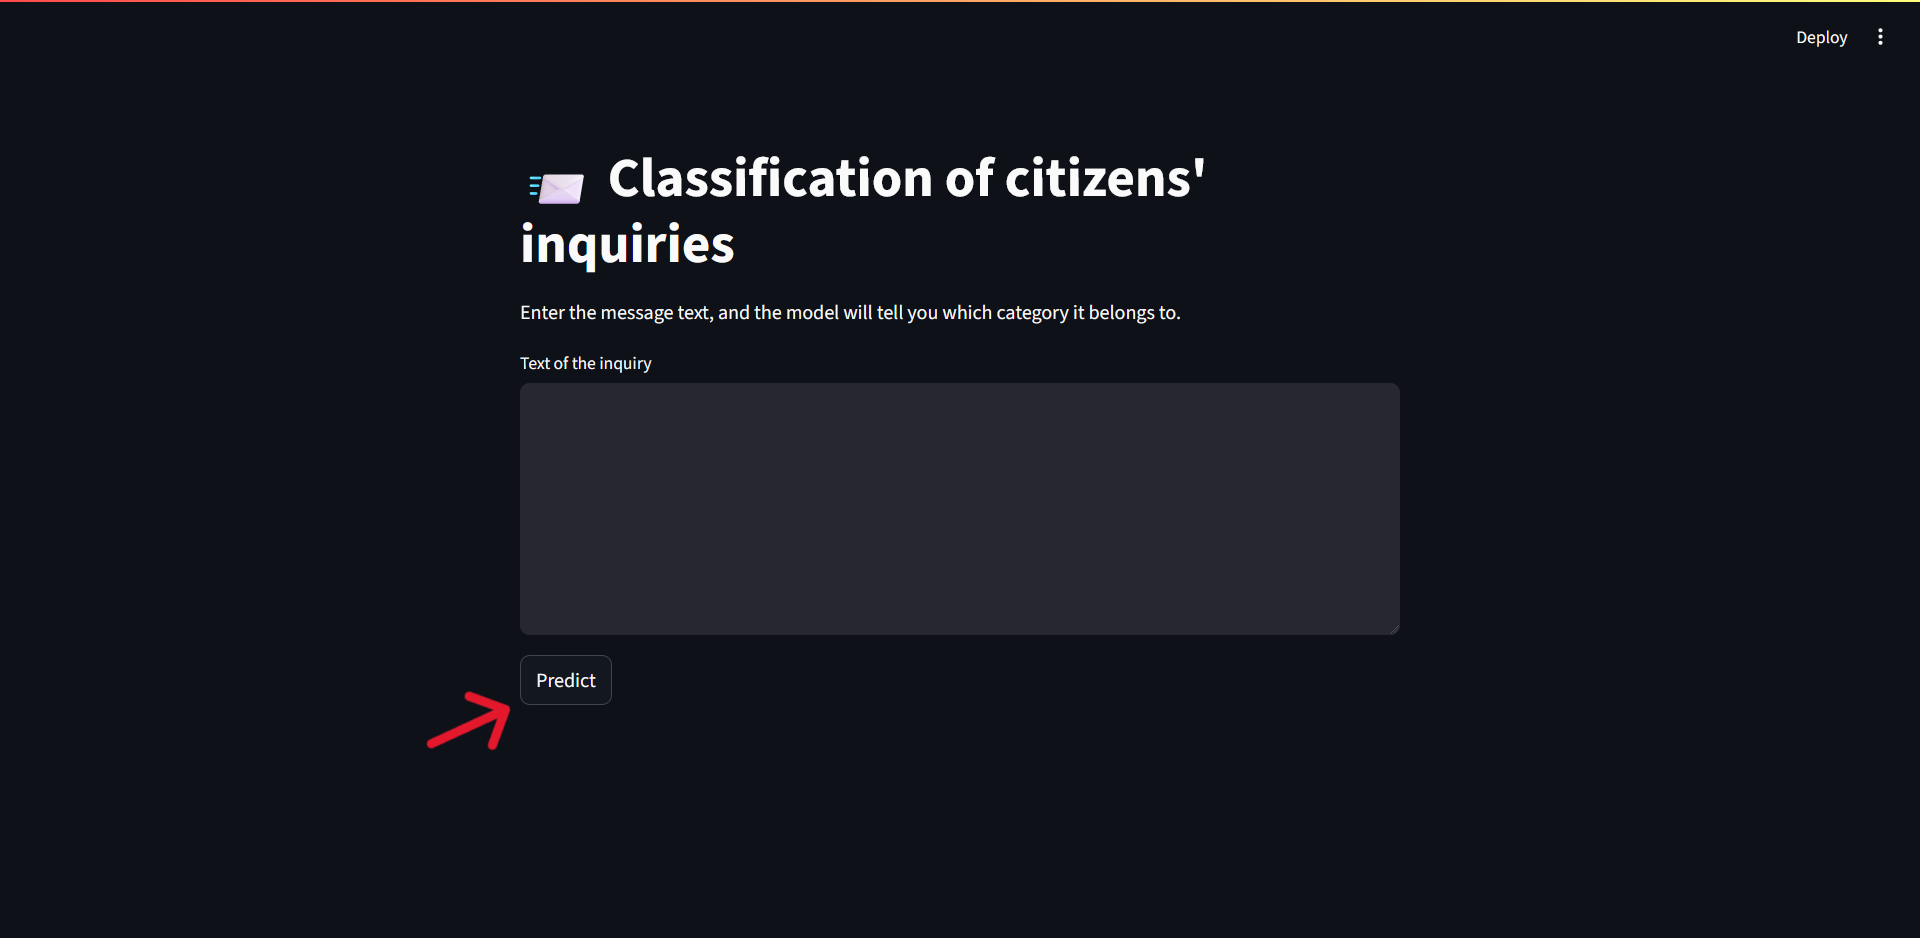 Deploy
📨 Classification of citizens'
inquiries
Enter the message text, and the model will tell you which category it belongs to.
Text of the inquiry
Predict